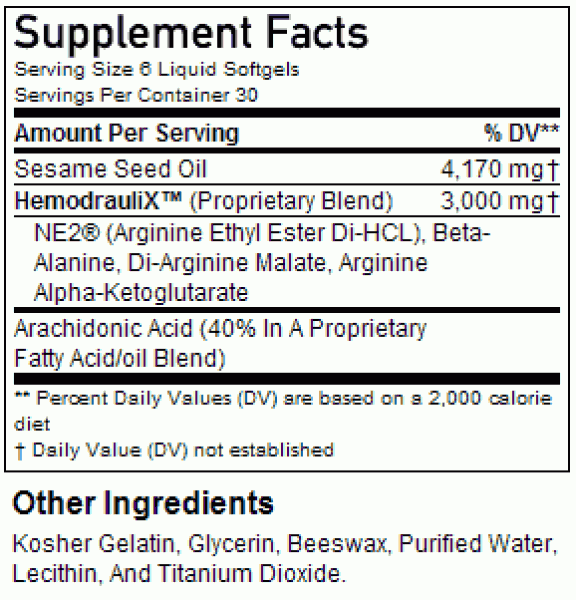 Supplement Facts
Serving Size 6 Liquid Softgels
Servings Per Container 30
Amount Per Serving % DV**
Sesame Seed Oil 4,170 mg†
HemodrauliX™ (Proprietary Blend) 3,000 mg†
NE2® (Arginine Ethyl Ester Di-HCL), Beta-
Alanine, Di-Arginine Malate, Arginine
Alpha-Ketoglutarate
Arachidonic Acid (40% In A Proprietary
Fatty Acid/oil Blend)
** Percent Daily Values (DV) are based on a 2,000 calorie
diet
† Daily Value (DV) not established
Other Ingredients
Kosher Gelatin, Glycerin, Beeswax, Purified Water,
Lecithin, And Titanium Dioxide.